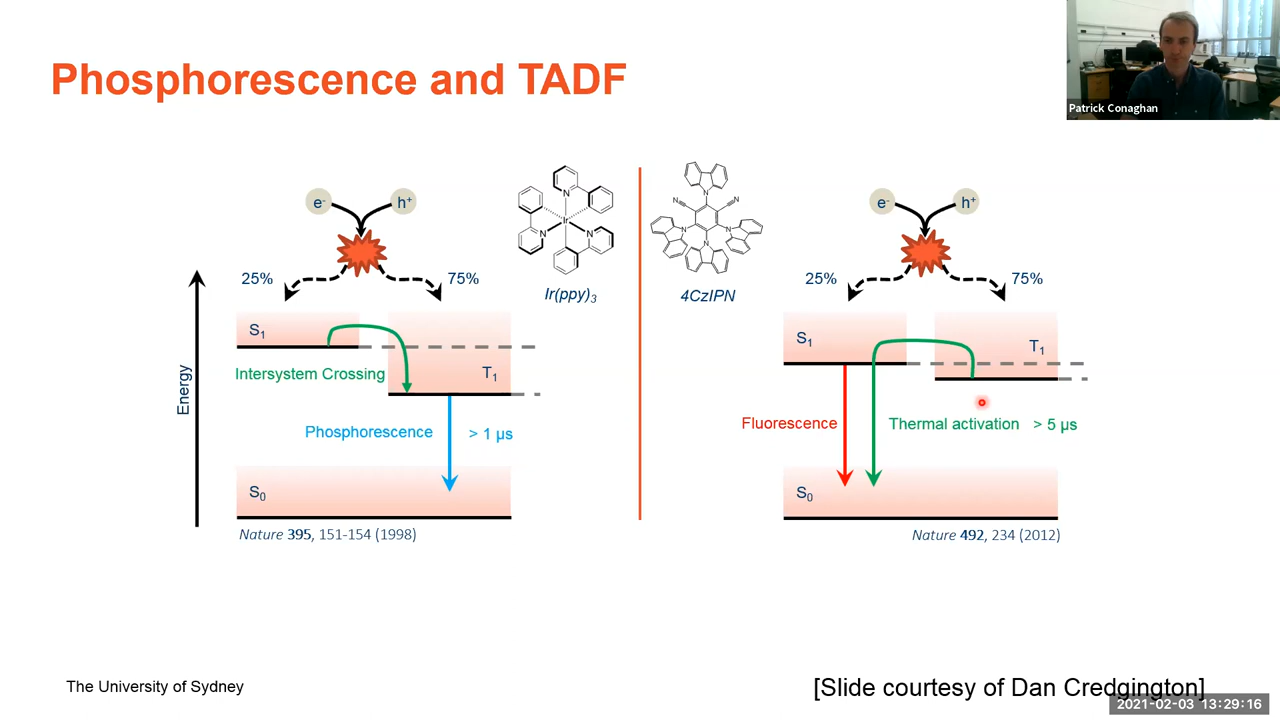 Phosphorescence and TADF
Patrick Conaghan
e- h+
25% 75%
S1
T1
Intersystem Crossing
Phosphorescence > 1 µs
S0
Energy
Nature 395, 151-154 (1998)
N
Ir
N N
Ir(ppy)3
N
N N
N N
N
4CzIPN
e- h+
25% 75%
S1
T1
Fluorescence
Thermal activation > 5 µs
S0
Nature 492, 234 (2012)
The University of Sydney
[Slide courtesy of Dan Credgington]
2021-02-03 13:29:16